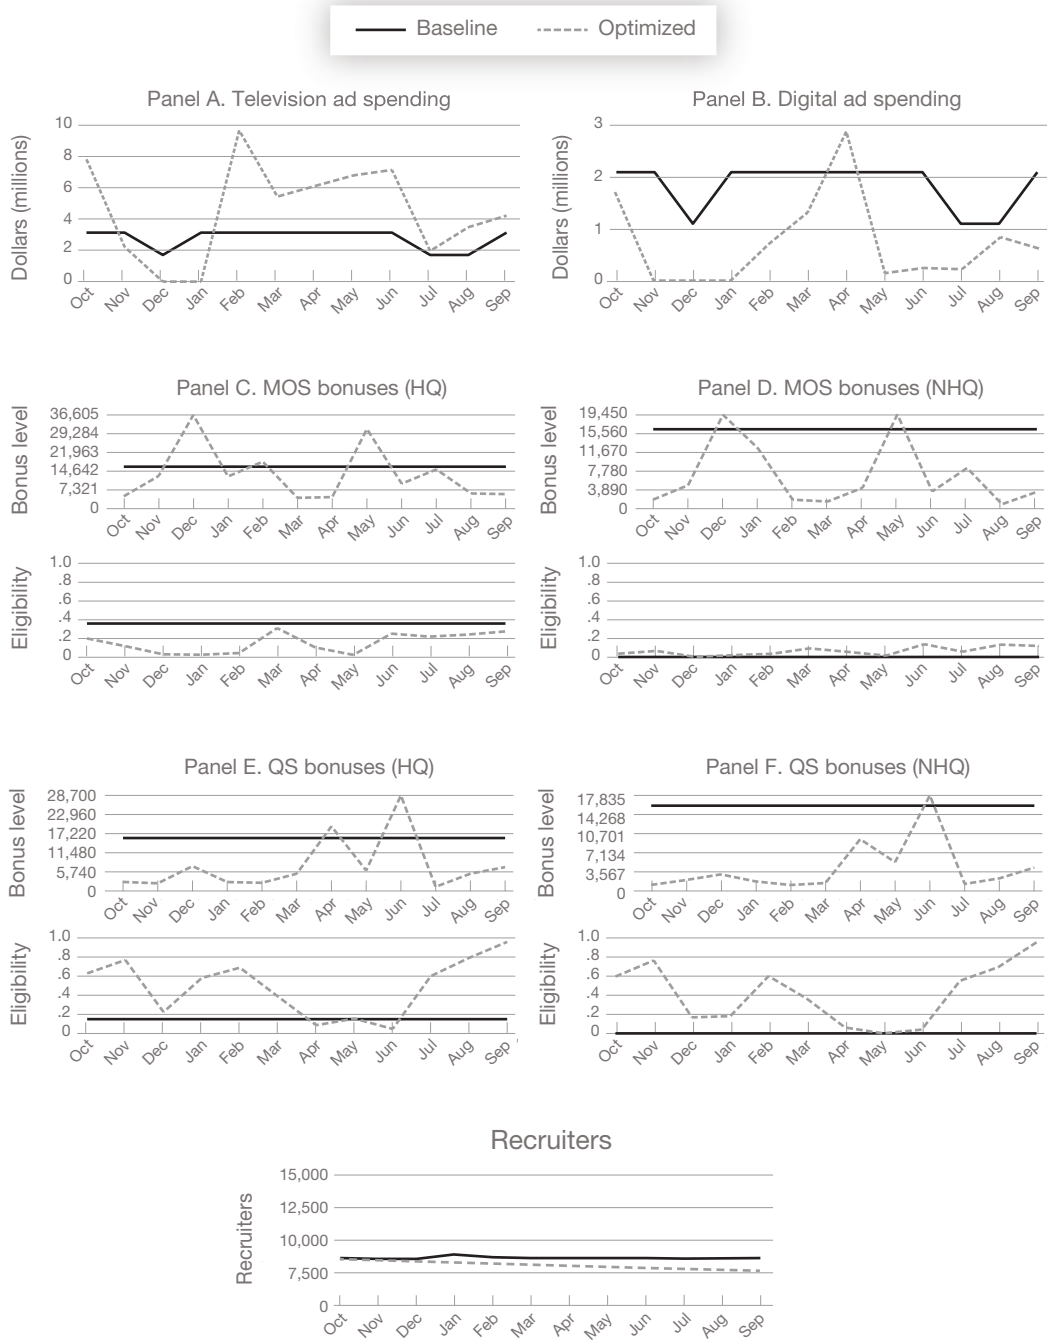 Baseline Optimized
Panel A. Television ad spending
Dollars (millions)
10
8
6
4
2
0
Oct Nov Dec Jan Feb Mar Apr May Jun Jul Aug Sep
Panel B. Digital ad spending
Dollars (millions)
3
2
1
0
Oct Nov Dec Jan Feb Mar Apr May Jun Jul Aug Sep
Panel C. MOS bonuses (HQ)
Bonus level
36,605
29,284
21,963
14,642
7,321
0
Oct Nov Dec Jan Feb Mar Apr May Jun Jul Aug Sep
Eligibility
1.0
.8
.6
.4
.2
0
Oct Nov Dec Jan Feb Mar Apr May Jun Jul Aug Sep
Panel D. MOS bonuses (NHQ)
Bonus level
19,450
15,560
11,670
7,780
3,890
0
Oct Nov Dec Jan Feb Mar Apr May Jun Jul Aug Sep
Eligibility
1.0
.8
.6
.4
.2
0
Oct Nov Dec Jan Feb Mar Apr May Jun Jul Aug Sep
Panel E. QS bonuses (HQ)
Bonus level
28,700
22,960
17,220
11,480
5,740
0
Oct Nov Dec Jan Feb Mar Apr May Jun Jul Aug Sep
Eligibility
1.0
.8
.6
.4
.2
0
Oct Nov Dec Jan Feb Mar Apr May Jun Jul Aug Sep
Panel F. QS bonuses (NHQ)
Bonus level
17,835
14,268
10,701
7,134
3,567
0
Oct Nov Dec Jan Feb Mar Apr May Jun Jul Aug Sep
Eligibility
1.0
.8
.6
.4
.2
0
Oct Nov Dec Jan Feb Mar Apr May Jun Jul Aug Sep
Recruiters
Recruiters
15,000
12,500
10,000
7,500
0
Oct Nov Dec Jan Feb Mar Apr May Jun Jul Aug Sep